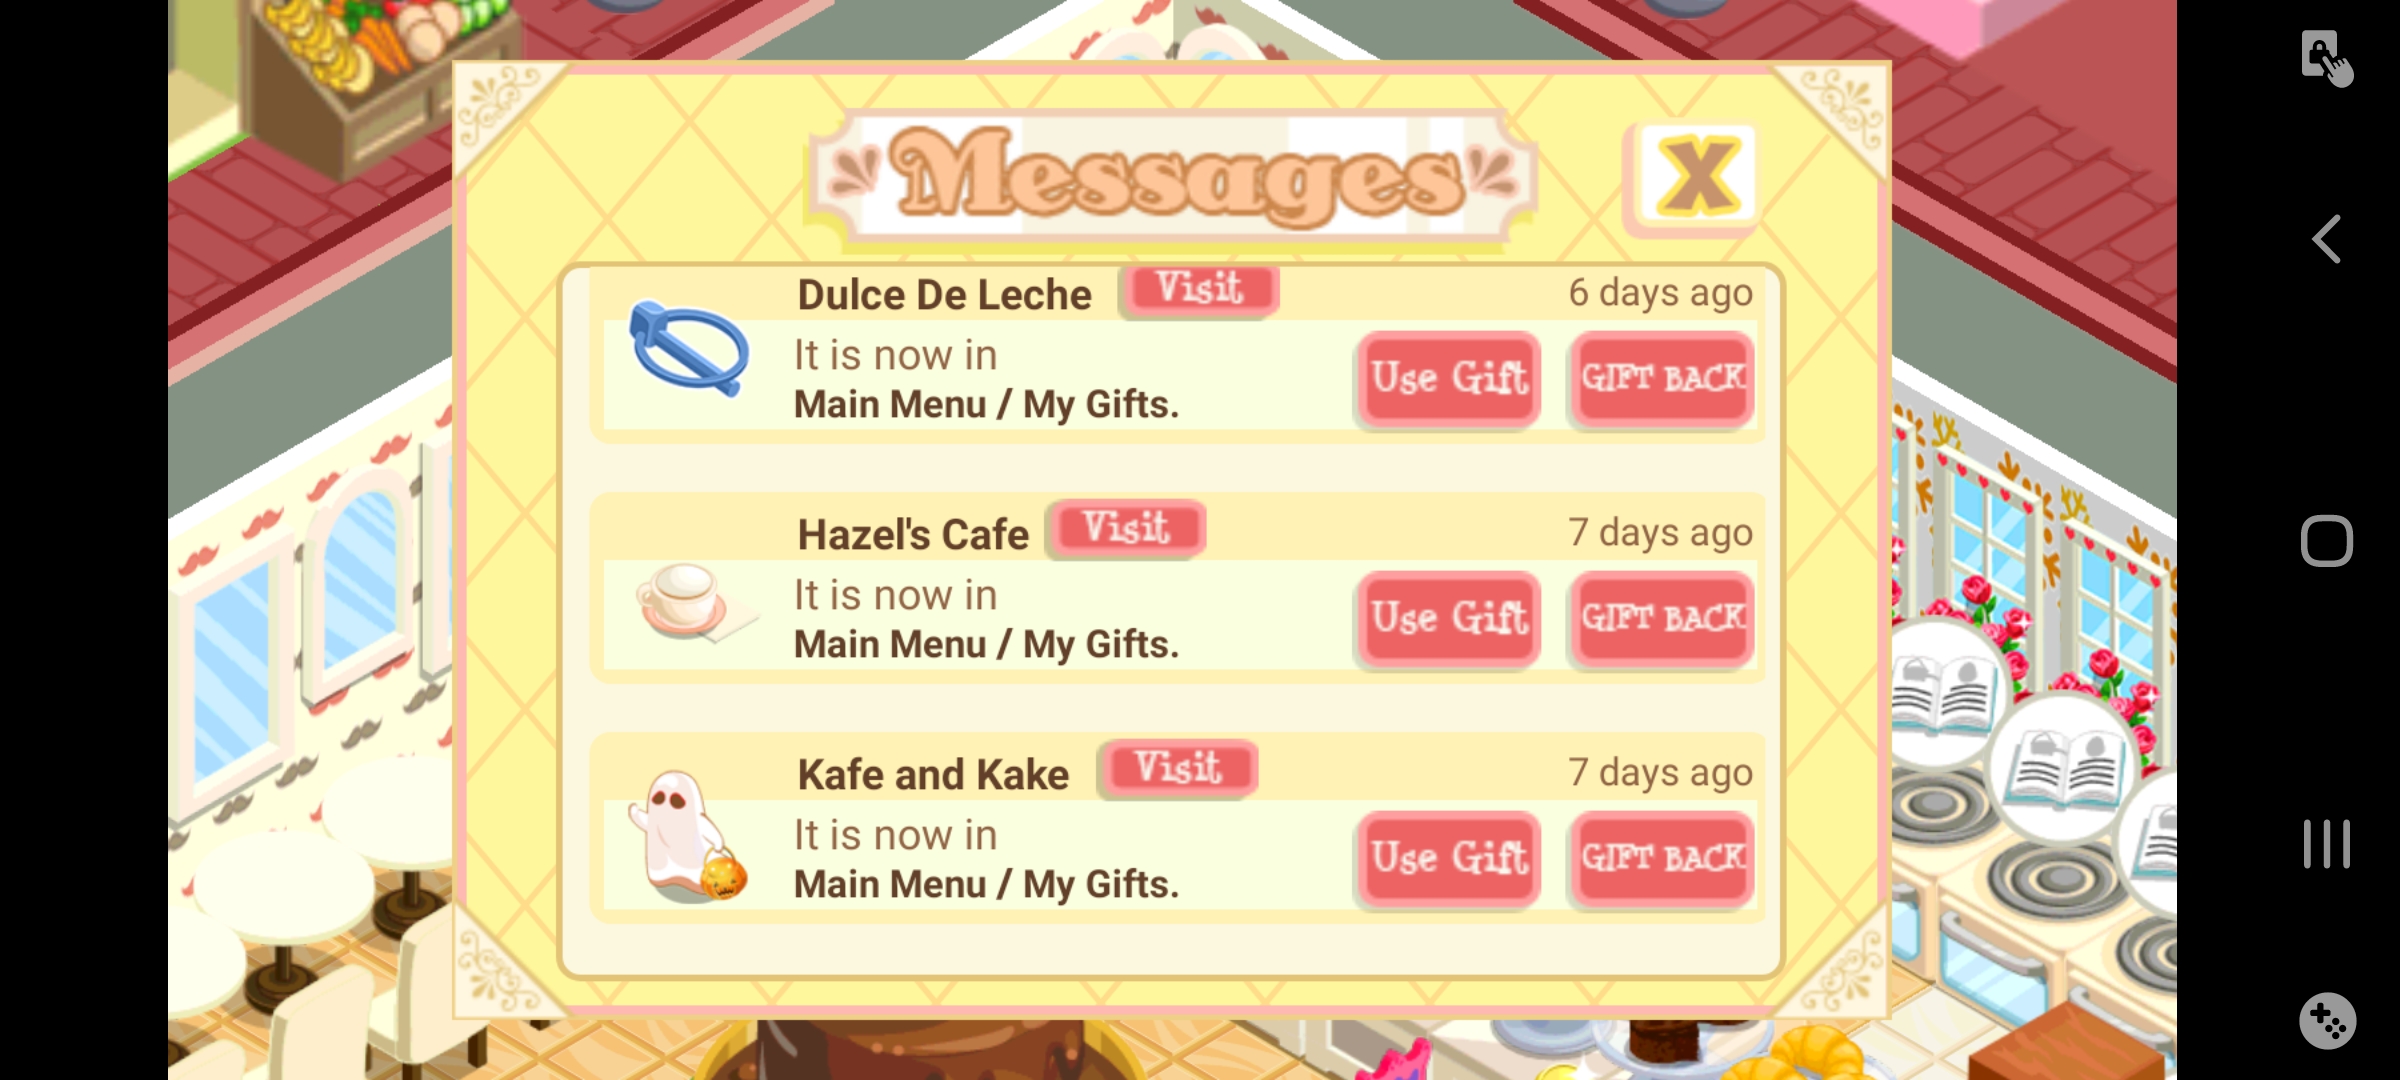 Messages
X
Dulce De Leche Visit 6 days ago
It is now in
Main Menu / My Gifts.
Use Gift GIFT BACK
Hazel's Cafe Visit 7 days ago
It is now in
Main Menu / My Gifts.
Use Gift GIFT BACK
Kafe and Kake Visit 7 days ago
It is now in
Main Menu / My Gifts.
Use Gift GIFT BACK